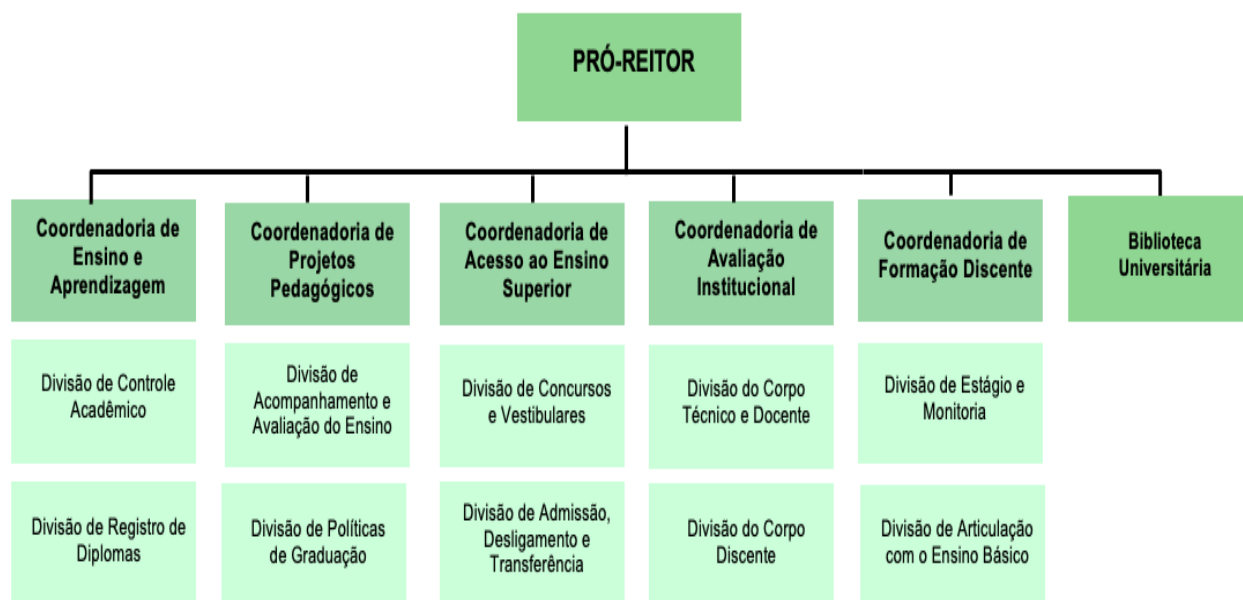 PRÓ-REITOR
Coordenadoria de
Ensino e
Aprendizagem
Coordenadoria de
Projetos
Pedagógicos
Coordenadoria de
Acesso ao Ensino
Superior
Coordenadoria de
Avaliação
Institucional
Coordenadoria de
Formação Discente
Biblioteca
Universitária
Divisão de Controle
Acadêmico
Divisão de
Acompanhamento e
Avaliação do Ensino
Divisão de Concursos
e Vestibulares
Divisão do Corpo
Técnico e Docente
Divisão de Estágio e
Monitoria
Divisão de Registro de
Diplomas
Divisão de Políticas
de Graduação
Divisão de Admissão,
Desligamento e
Transferência
Divisão do Corpo
Discente
Divisão de Articulação
com o Ensino Básico